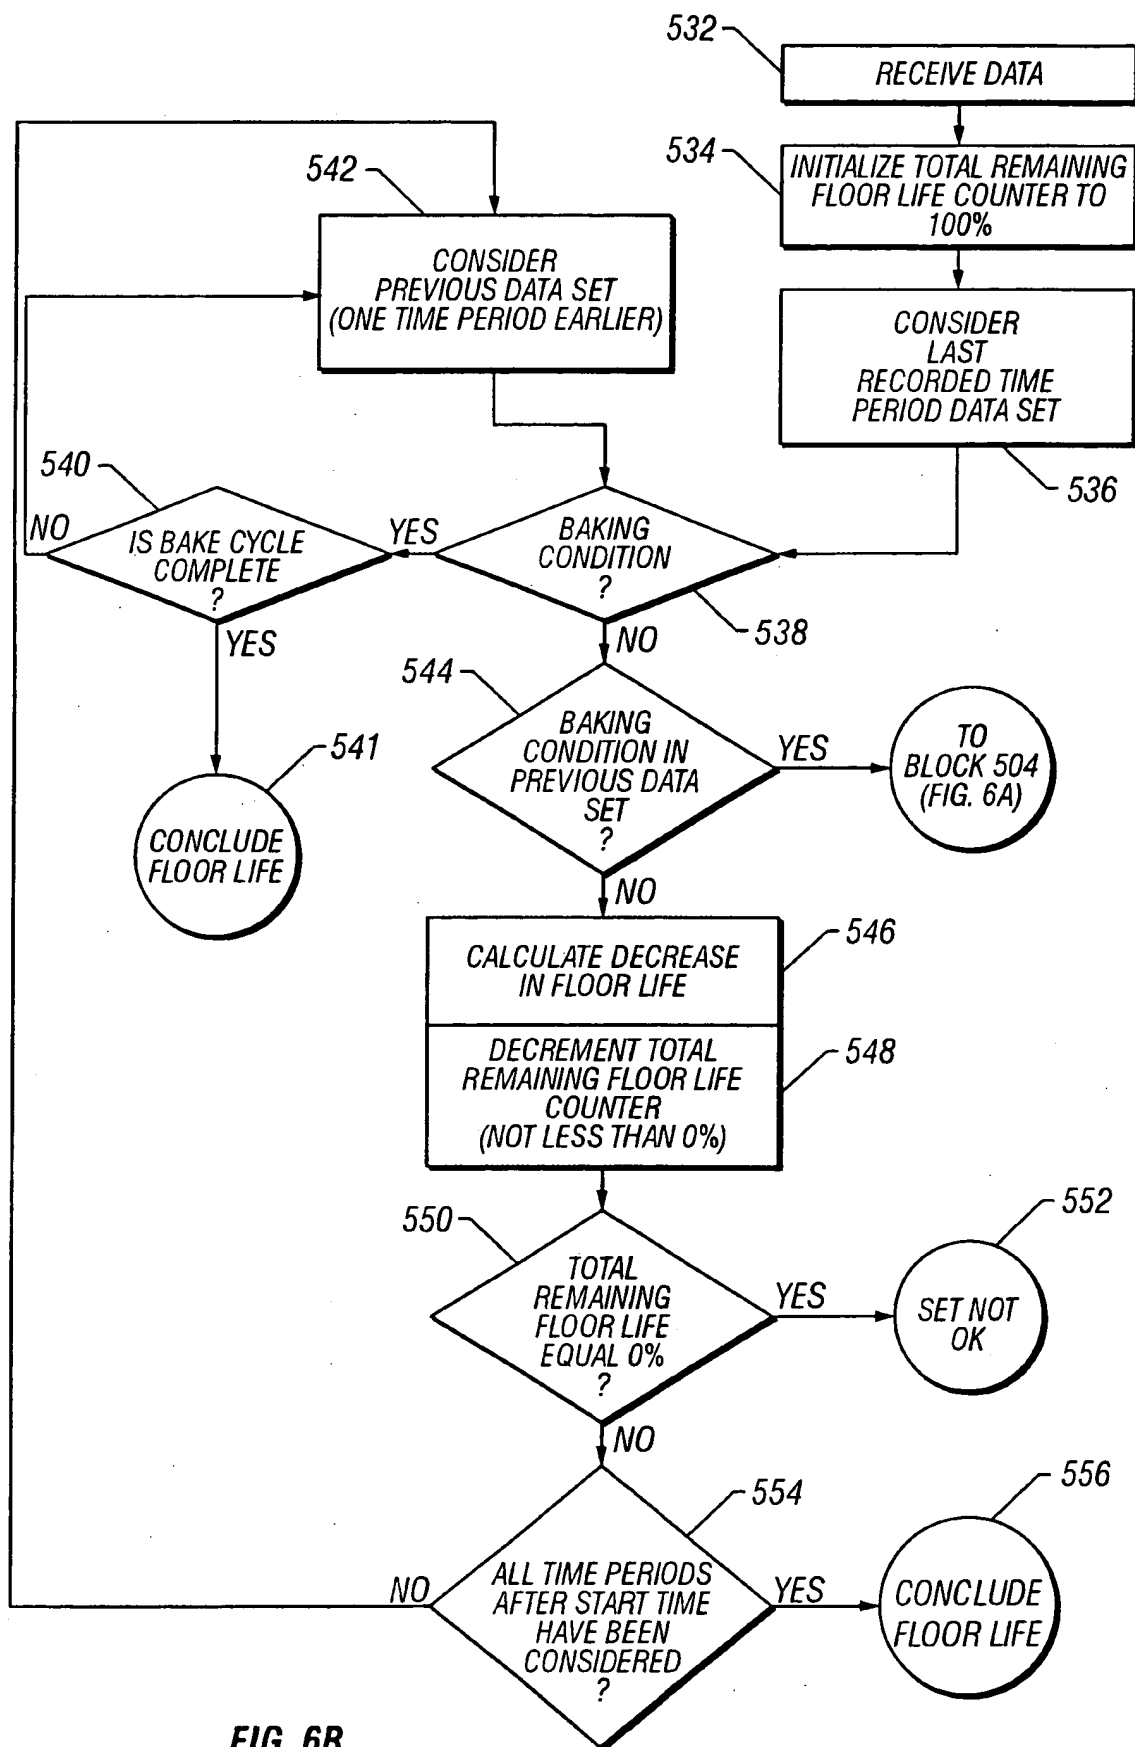 532
RECEIVE DATA
534
INITIALIZE TOTAL REMAINING
FLOOR LIFE COUNTER TO
100%
542
CONSIDER
PREVIOUS DATA SET
(ONE TIME PERIOD EARLIER)
CONSIDER
LAST
RECORDED TIME
PERIOD DATA SET
536
540
NO
IS BAKE CYCLE
COMPLETE
?
YES
BAKING
CONDITION
?
538
YES
NO
544
BAKING
CONDITION IN
PREVIOUS DATA
SET
?
YES
TO
BLOCK 504
(FIG. 6A)
541
CONCLUDE
FLOOR LIFE
NO
546
CALCULATE DECREASE
IN FLOOR LIFE
548
DECREMENT TOTAL
REMAINING FLOOR LIFE
COUNTER
(NOT LESS THAN 0%)
550
TOTAL
REMAINING
FLOOR LIFE
EQUAL 0%
?
YES
552
SET NOT
OK
NO
554
NO
ALL TIME PERIODS
AFTER START TIME
HAVE BEEN
CONSIDERED
?
YES
556
CONCLUDE
FLOOR LIFE
FIG. 6B